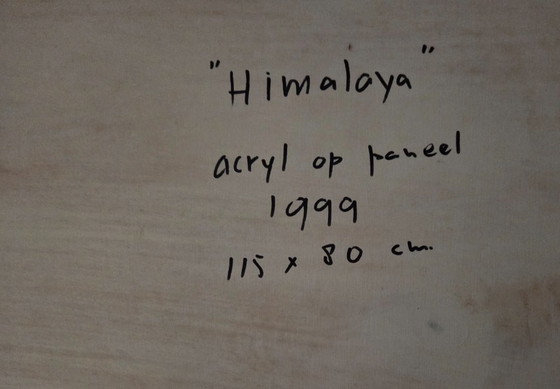 "Himalaya"
acryl op paneel
1999
115 x 80 cm.